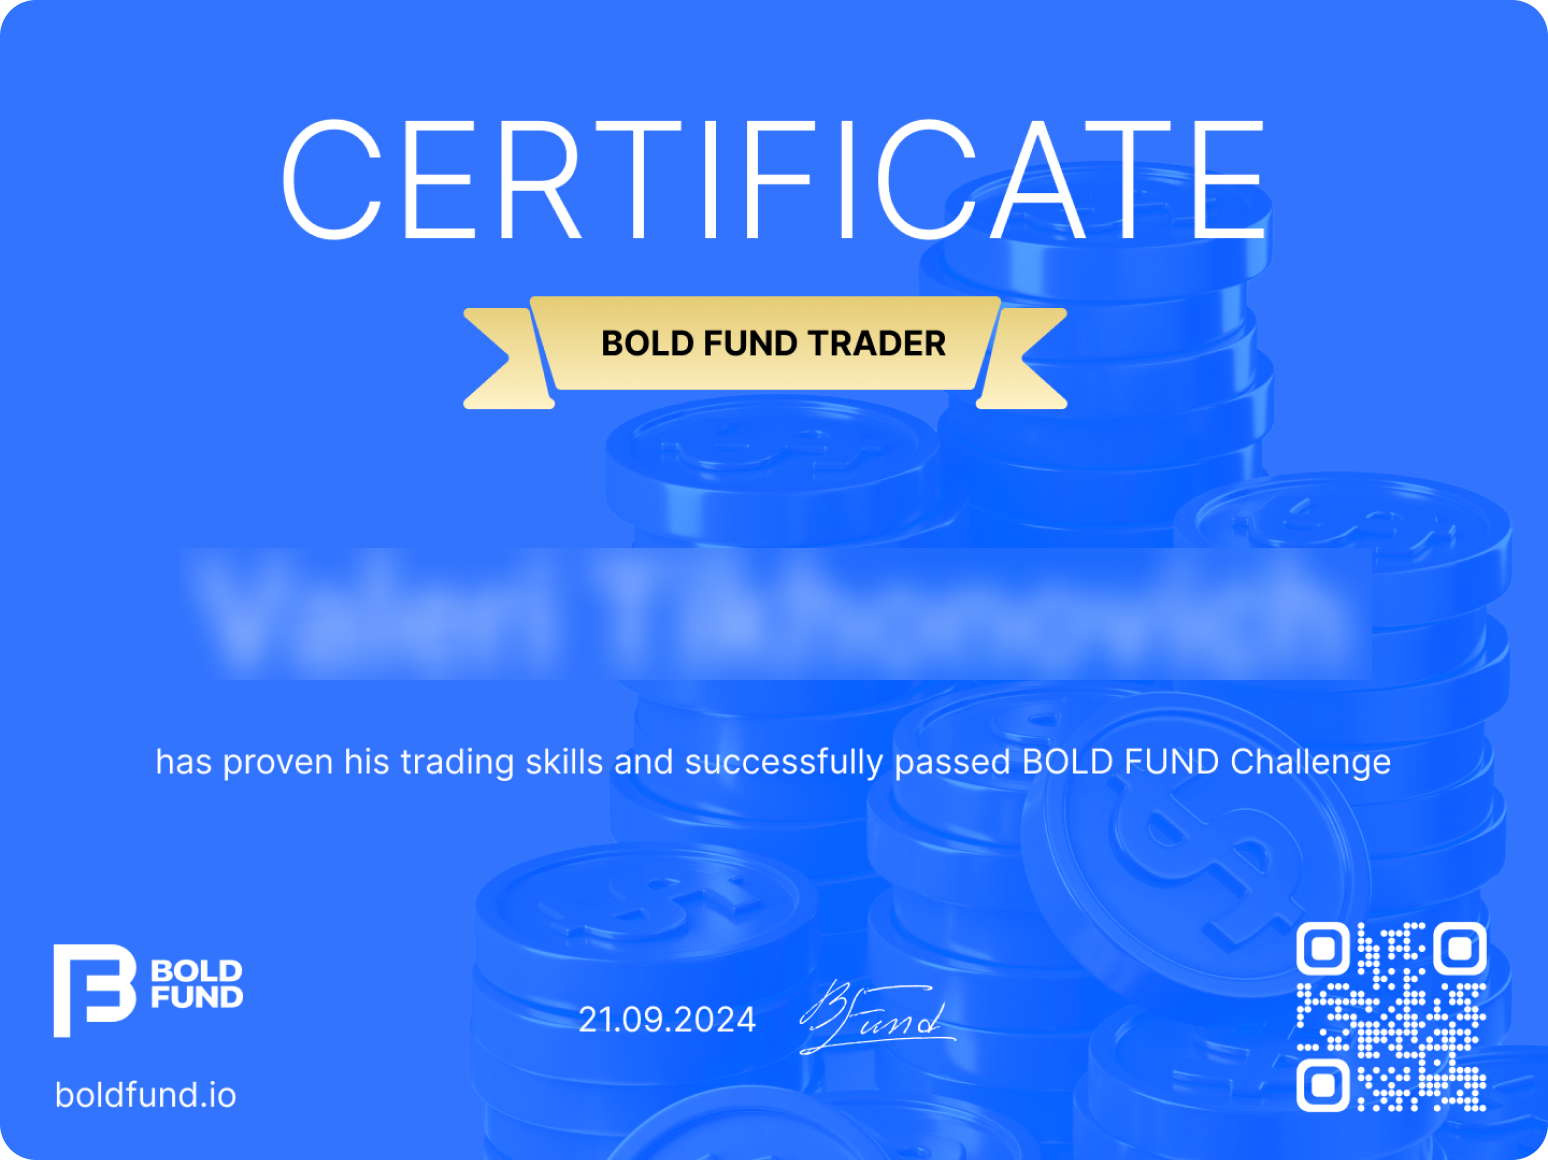 CERTIFICATE
BOLD FUND TRADER
has proven his trading skills and successfully passed BOLD FUND Challenge
BOLD
FUND
21.09.2024
BFund
boldfund.io